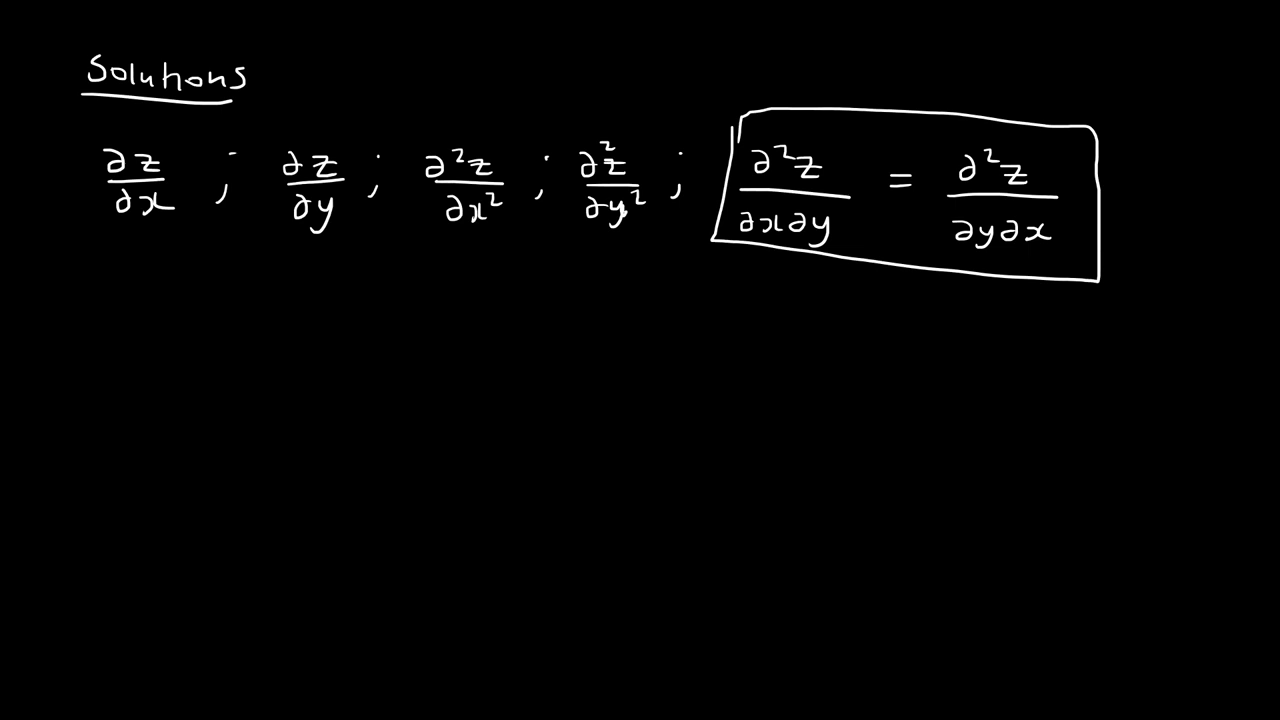 Solutions
∂z/∂x ; ∂z/∂y ; ∂²z/∂x² ; ∂²z/∂y² ; ∂²z/∂x∂y = ∂²z/∂y∂x